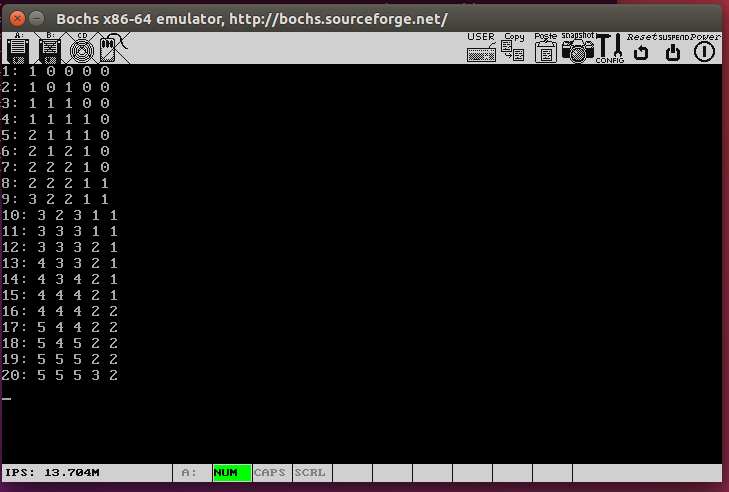 Bochs x86-64 emulator, http://bochs.sourceforge.net/
A: B: CD USER Copy Paste snapshot CONFIG Reset SUSPEND Power
1: 1 0 0 0 0
2: 1 0 1 0 0
3: 1 1 1 0 0
4: 1 1 1 1 0
5: 2 1 1 1 0
6: 2 1 2 1 0
7: 2 2 2 1 0
8: 2 2 2 1 1
9: 3 2 2 1 1
10: 3 2 3 1 1
11: 3 3 3 1 1
12: 3 3 3 2 1
13: 4 3 3 2 1
14: 4 3 4 2 1
15: 4 4 4 2 1
16: 4 4 4 2 2
17: 5 4 4 2 2
18: 5 4 5 2 2
19: 5 5 5 2 2
20: 5 5 5 3 2
_
IPS: 13.704M A: NUM CAPS SCRL